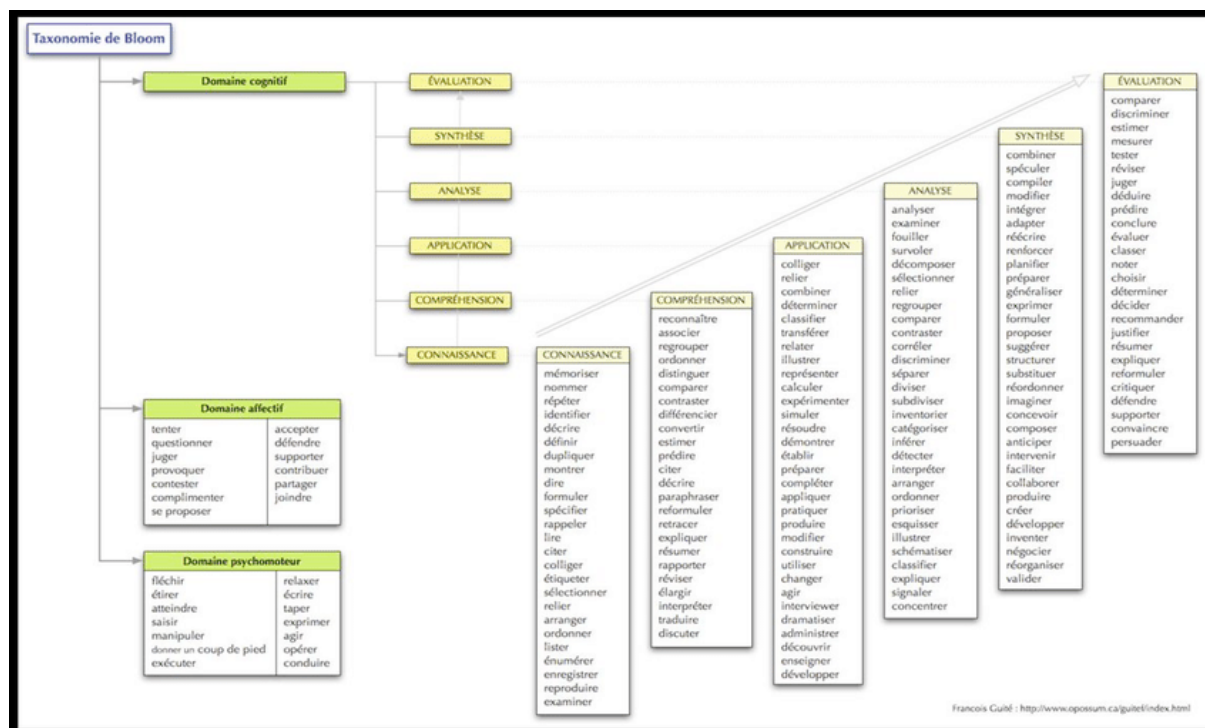 Taxonomie de Bloom
Domaine cognitif
ÉVALUATION
SYNTHÈSE
ANALYSE
APPLICATION
COMPRÉHENSION
CONNAISSANCE
Domaine affectif
tenter
questionner
juger
provoquer
contester
complimenter
se proposer
accepter
défendre
supporter
contribuer
partager
joindre
Domaine psychomoteur
fléchir
étirer
atteindre
saisir
manipuler
donner un coup de pied
exécuter
relaxer
écrire
taper
exprimer
agir
opérer
conduire
CONNAISSANCE
mémoriser
nommer
répéter
identifier
décrire
définir
dupliquer
montrer
dire
formuler
spécifier
rappeler
lire
citer
colliger
étiqueter
sélectionner
relier
arranger
ordonner
lister
énumérer
enregistrer
reproduire
examiner
COMPRÉHENSION
reconnaître
associer
regrouper
ordonner
distinguer
comparer
contraster
différencier
convertir
estimer
prédire
citer
décrire
paraphraser
reformuler
retracer
expliquer
résumer
rapporter
réviser
élargir
interpréter
traduire
discuter
APPLICATION
colliger
relier
combiner
déterminer
classifier
transférer
relater
illustrer
représenter
calculer
expérimenter
simuler
résoudre
démontrer
établir
préparer
compléter
appliquer
pratiquer
produire
modifier
construire
utiliser
changer
agir
interviewer
dramatiser
administrer
découvrir
enseigner
développer
ANALYSE
analyser
examiner
fouiller
survoler
décomposer
sélectionner
relier
regrouper
comparer
contraster
corréler
discriminer
séparer
diviser
subdiviser
inventorier
catégoriser
inférer
détecter
interpréter
arranger
ordonner
prioriser
esquisser
illustrer
schématiser
classifier
expliquer
signaler
concentrer
SYNTHÈSE
combiner
spéculer
compiler
modifier
intégrer
adapter
réécrire
renforcer
planifier
préparer
généraliser
exprimer
formuler
proposer
suggérer
structurer
substituer
réordonner
imaginer
concevoir
composer
anticiper
intervenir
faciliter
collaborer
produire
créer
développer
inventer
négocier
réorganiser
valider
ÉVALUATION
comparer
discriminer
estimer
mesurer
tester
réviser
juger
déduire
prédire
conclure
évaluer
classer
noter
choisir
déterminer
décider
recommander
justifier
résumer
expliquer
reformuler
critiquer
défendre
supporter
convaincre
persuader
Francois Guité : http://www.opossum.ca/guitef/index.html